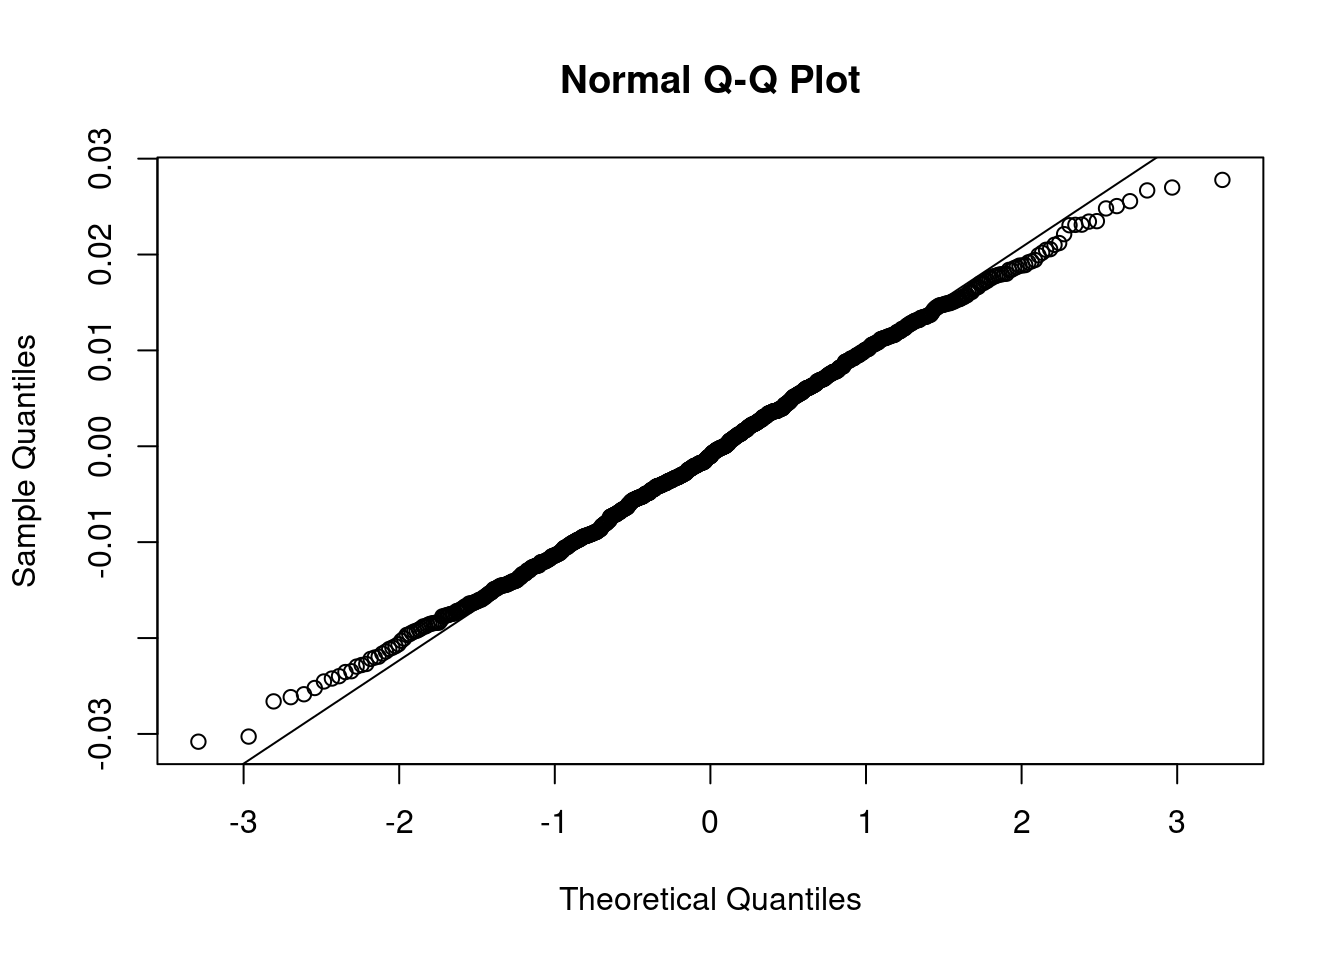 Normal Q-Q Plot
0.03
0.02
0.01
0.00
-0.01
-0.03
Sample Quantiles
-3 -2 -1 0 1 2 3
Theoretical Quantiles